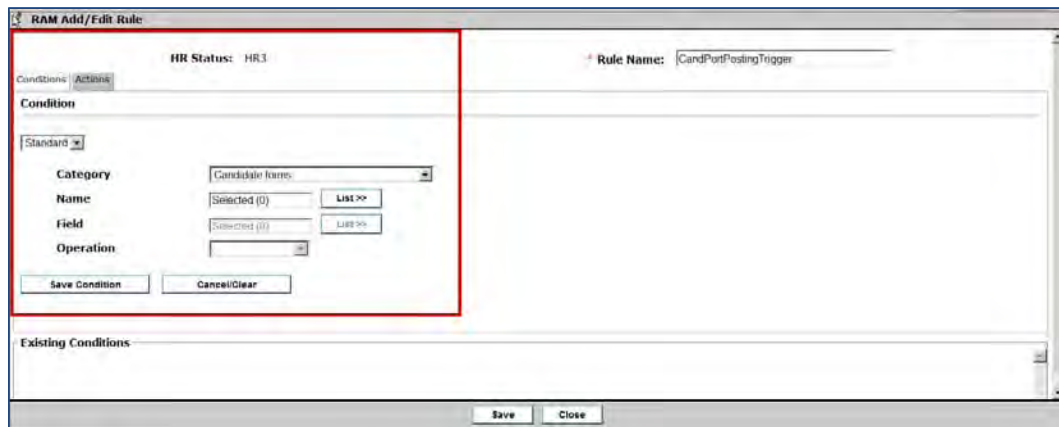 RAM Add/Edit Rule
HR Status: HR3
* Rule Name: CandPortPostingTrigger
Conditions Actions
Condition
Standard
Category Candidate forms
Name Selected (0) List >>
Field Selected (0) List >>
Operation
Save Condition Cancel/Clear
Existing Conditions
Save Close